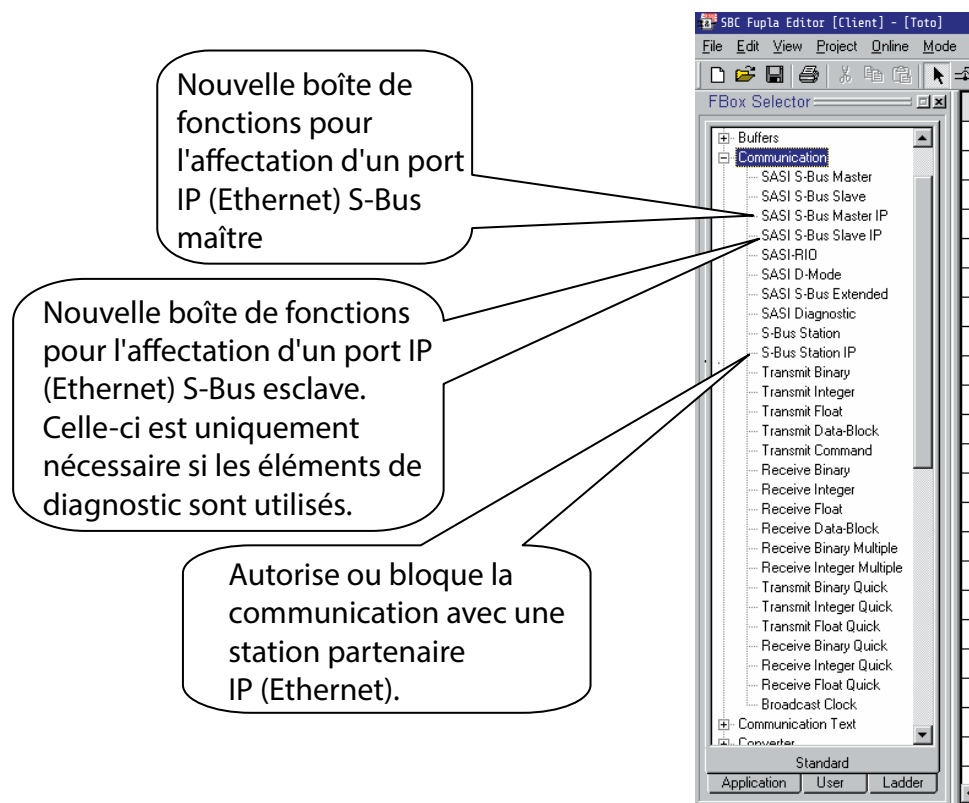 Nouvelle boîte de
fonctions pour
l'affectation d'un port
IP (Ethernet) S-Bus
maître
Nouvelle boîte de fonctions
pour l'affectation d'un port IP
(Ethernet) S-Bus esclave.
Celle-ci est uniquement
nécessaire si les éléments de
diagnostic sont utilisés.
Autorise ou bloque la
communication avec une
station partenaire
IP (Ethernet).
SBC Fupla Editor [Client] - [Toto]
File Edit View Project Online Mode
FBox Selector
Buffers
Communication
SASI S-Bus Master
SASI S-Bus Slave
SASI S-Bus Master IP
SASI S-Bus Slave IP
SASI-RIO
SASI D-Mode
SASI S-Bus Extended
SASI Diagnostic
S-Bus Station
S-Bus Station IP
Transmit Binary
Transmit Integer
Transmit Float
Transmit Data-Block
Transmit Command
Receive Binary
Receive Integer
Receive Float
Receive Data-Block
Receive Binary Multiple
Receive Integer Multiple
Transmit Binary Quick
Transmit Integer Quick
Transmit Float Quick
Receive Binary Quick
Receive Integer Quick
Receive Float Quick
Broadcast Clock
Communication Text
Converter
Standard
Application User Ladder